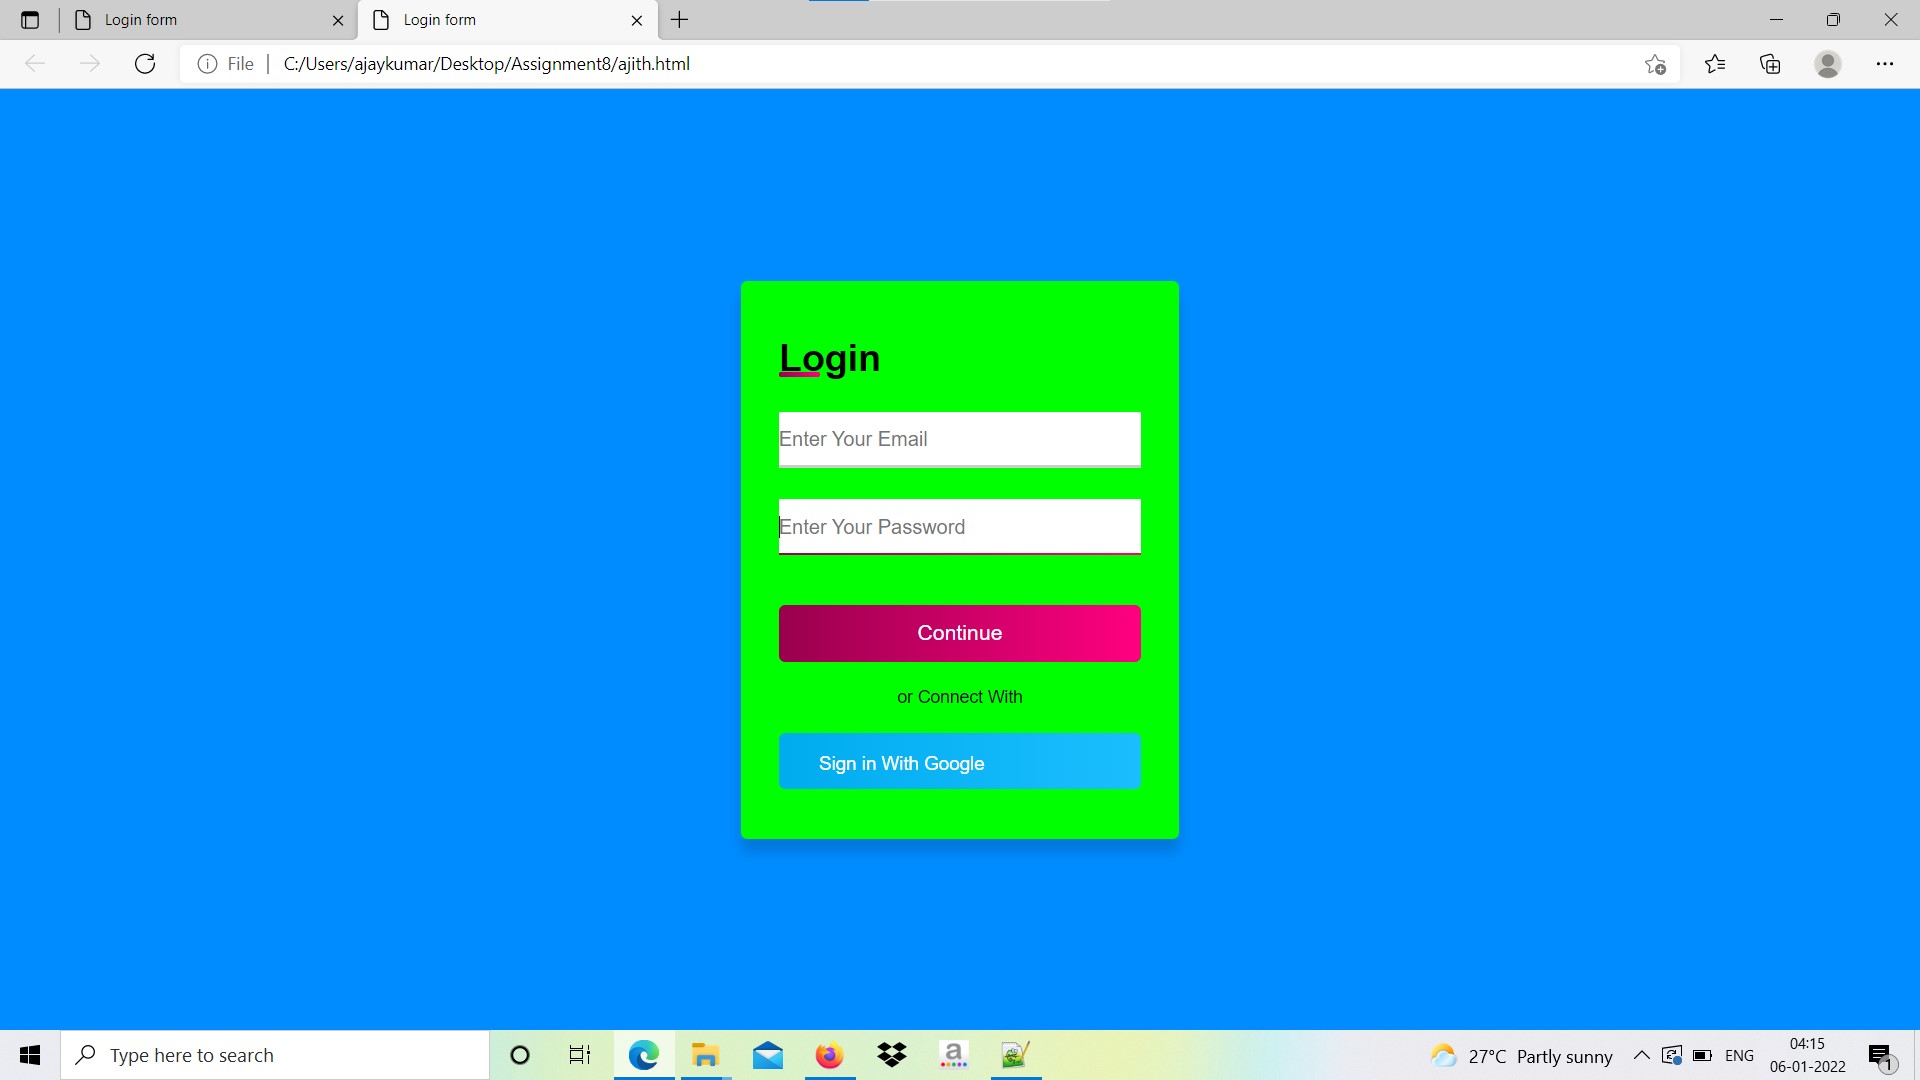 Login form
Login form
File
C:/Users/ajaykumar/Desktop/Assignment8/ajith.html
Login
Enter Your Email
Enter Your Password
Continue
or Connect With
Sign in With Google
Type here to search
a
27°C Partly sunny
ENG
04:15
06-01-2022
1